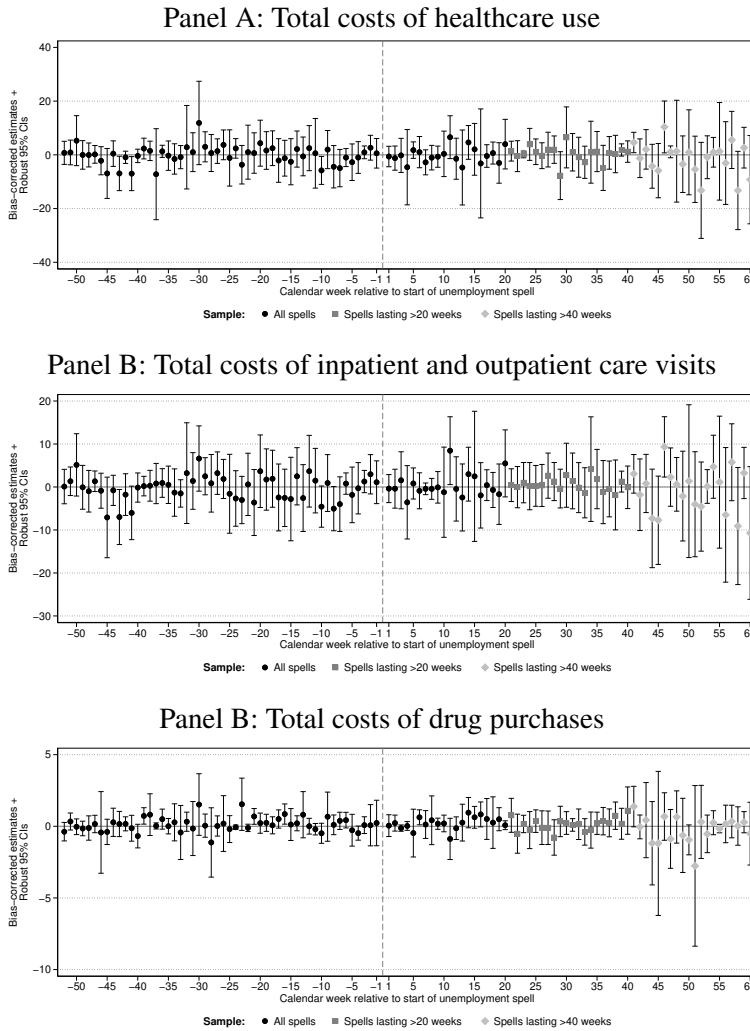 Panel A: Total costs of healthcare use
Bias−corrected estimates +
Robust 95% CIs
40
20
0
−20
−40
−50 −45 −40 −35 −30 −25 −20 −15 −10 −5 −1 1 5 10 15 20 25 30 35 40 45 50 55 6
Calendar week relative to start of unemployment spell
Sample: All spells Spells lasting >20 weeks Spells lasting >40 weeks
Panel B: Total costs of inpatient and outpatient care visits
Bias−corrected estimates +
Robust 95% CIs
20
10
0
−10
−20
−30
−50 −45 −40 −35 −30 −25 −20 −15 −10 −5 −1 1 5 10 15 20 25 30 35 40 45 50 55 6
Calendar week relative to start of unemployment spell
Sample: All spells Spells lasting >20 weeks Spells lasting >40 weeks
Panel B: Total costs of drug purchases
Bias−corrected estimates +
Robust 95% CIs
5
0
−5
−10
−50 −45 −40 −35 −30 −25 −20 −15 −10 −5 −1 1 5 10 15 20 25 30 35 40 45 50 55 6
Calendar week relative to start of unemployment spell
Sample: All spells Spells lasting >20 weeks Spells lasting >40 weeks